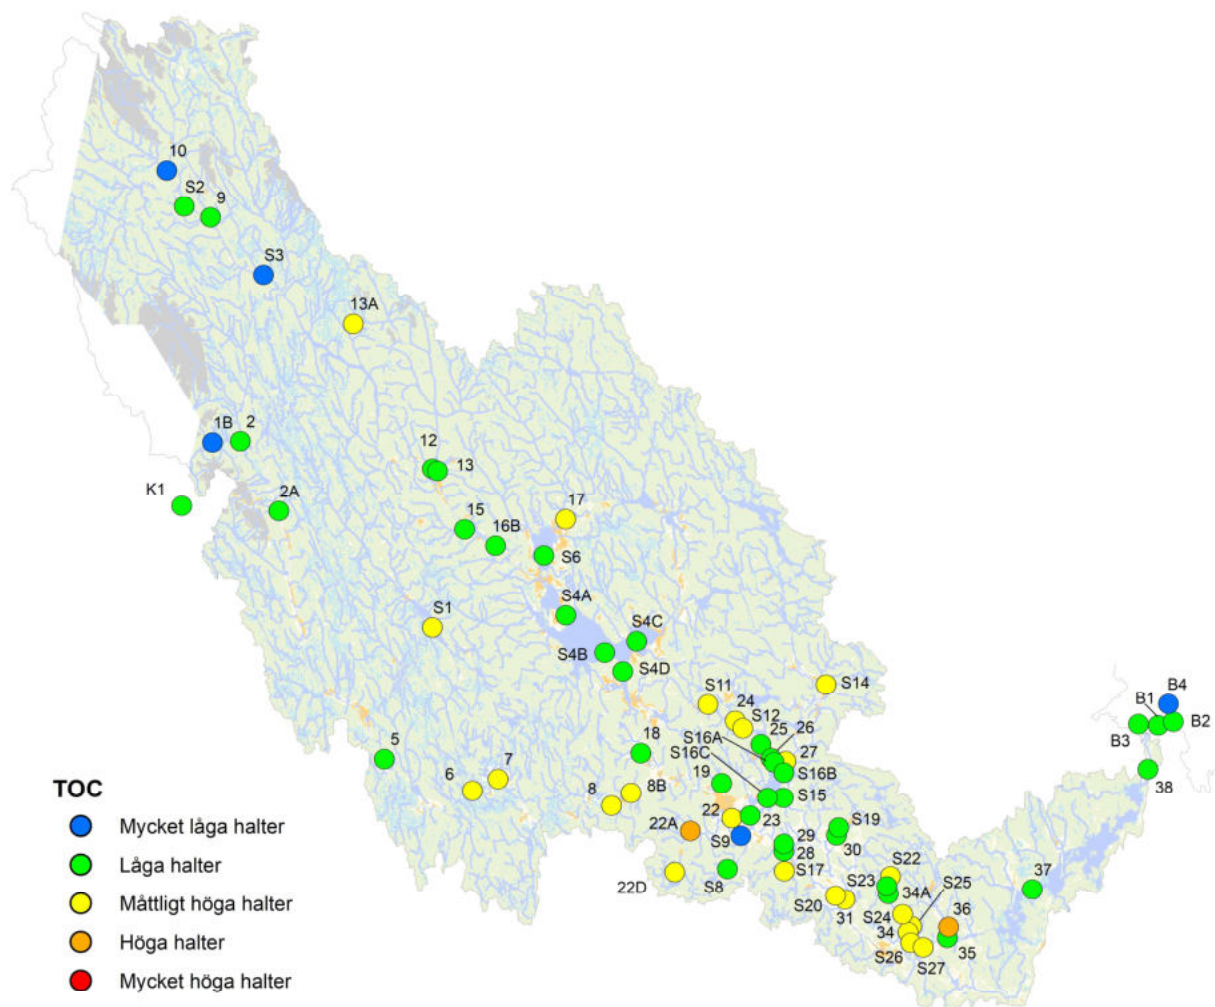 10
S2
9
S3
13A
1B
2
K1
2A
12
13
15
16B
17
S6
S4A
S1
S4C
S4B
S4D
S14
S11
24
S12
25
26
S16A
S16C
27
S16B
18
5
6
7
8
8B
19
S15
22
23
22A
S9
29
28
S19
30
22D
S8
S17
S22
S23
34A
S25
S20
31
S24
34
S26
S27
36
35
37
B1
B4
B2
B3
38
TOC
Mycket låga halter
Låga halter
Måttligt höga halter
Höga halter
Mycket höga halter